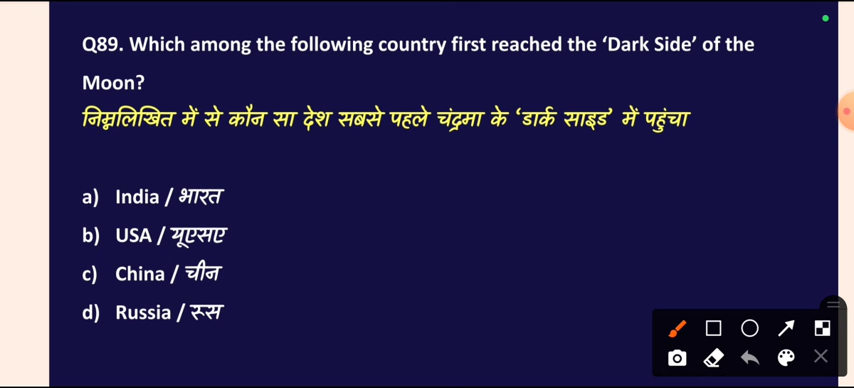 Q89. Which among the following country first reached the ‘Dark Side’ of the
Moon?
निम्नलिखित में से कौन सा देश सबसे पहले चंद्रमा के ‘डार्क साइड’ में पहुंचा
a) India / भारत
b) USA / यूएसए
c) China / चीन
d) Russia / रूस